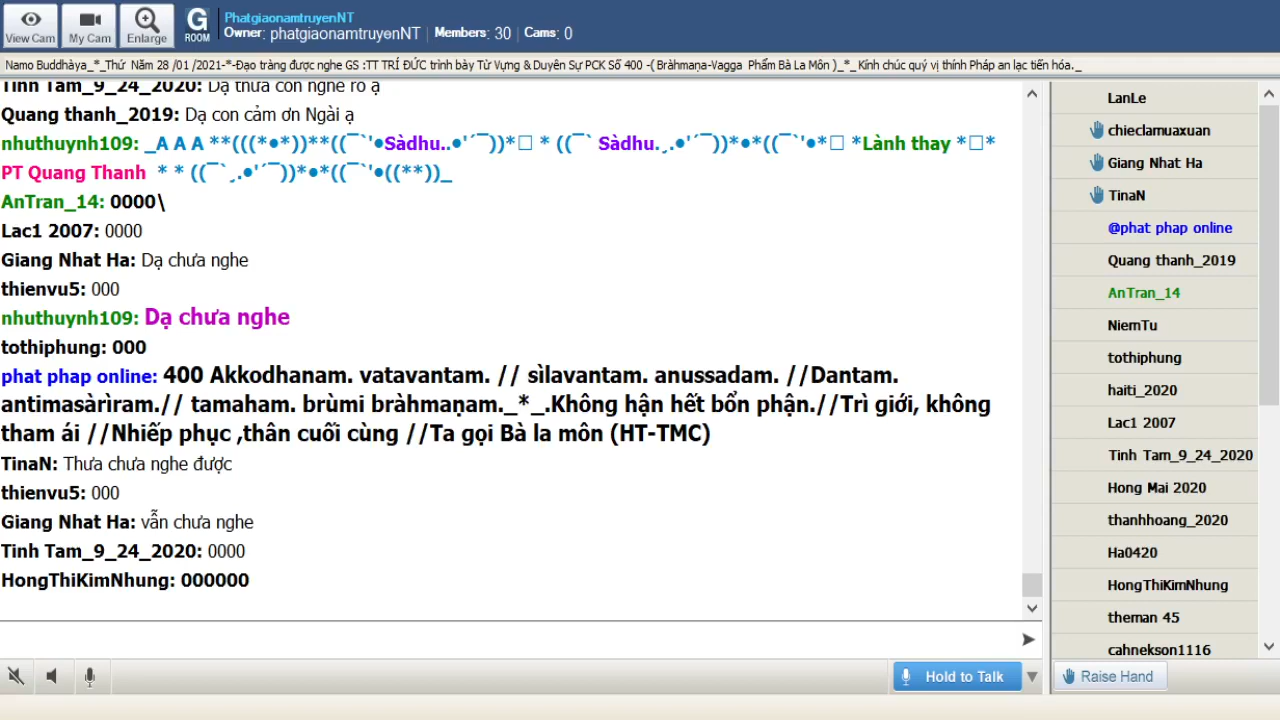 View Cam
My Cam
Enlarge
G
ROOM
PhatgiaonamtruyenNT
Owner: phatgiaonamtruyenNT | Members: 30 | Cams: 0
Namo Buddhàya_*_Thứ Năm 28 /01 /2021-*-Đạo tràng được nghe GS :TT TRÍ ĐỨC trình bày Từ Vựng & Duyên Sự PCK Số 400 -( Bràhmaṇa-Vagga Phẩm Bà La Môn )_*_Kính chúc quý vị thính Pháp an lạc tiến hóa._
Tinh Tam_9_24_2020: Dạ thưa con nghe rõ ạ
Quang thanh_2019: Dạ con cảm ơn Ngài ạ
nhuthuynh109: _A A A **(((*•*))**((¯`'•Sàdhu..•'´¯))*□ * ((¯` Sàdhu.¸.•'´¯))*•*((¯`'•*□ *Lành thay *□*
PT Quang Thanh * * ((¯`¸.•'´¯))*•*((¯`'•((**))_
AnTran_14: 0000\
Lac1 2007: 0000
Giang Nhat Ha: Dạ chưa nghe
thienvu5: 000
nhuthuynh109: Dạ chưa nghe
tothiphung: 000
phat phap online: 400 Akkodhanam. vatavantam. // sìlavantam. anussadam. //Dantam.
antimasàrìram.// tamaham. brùmi bràhmaṇam._*_.Không hận hết bổn phận.//Trì giới, không
tham ái //Nhiếp phục ,thân cuối cùng //Ta gọi Bà la môn (HT-TMC)
TinaN: Thưa chưa nghe được
thienvu5: 000
Giang Nhat Ha: vẫn chưa nghe
Tinh Tam_9_24_2020: 0000
HongThiKimNhung: 000000
Hold to Talk
LanLe
chieclamuaxuan
Giang Nhat Ha
TinaN
@phat phap online
Quang thanh_2019
AnTran_14
NiemTu
tothiphung
haiti_2020
Lac1 2007
Tinh Tam_9_24_2020
Hong Mai 2020
thanhhoang_2020
Ha0420
HongThiKimNhung
theman 45
cahnekson1116
Raise Hand